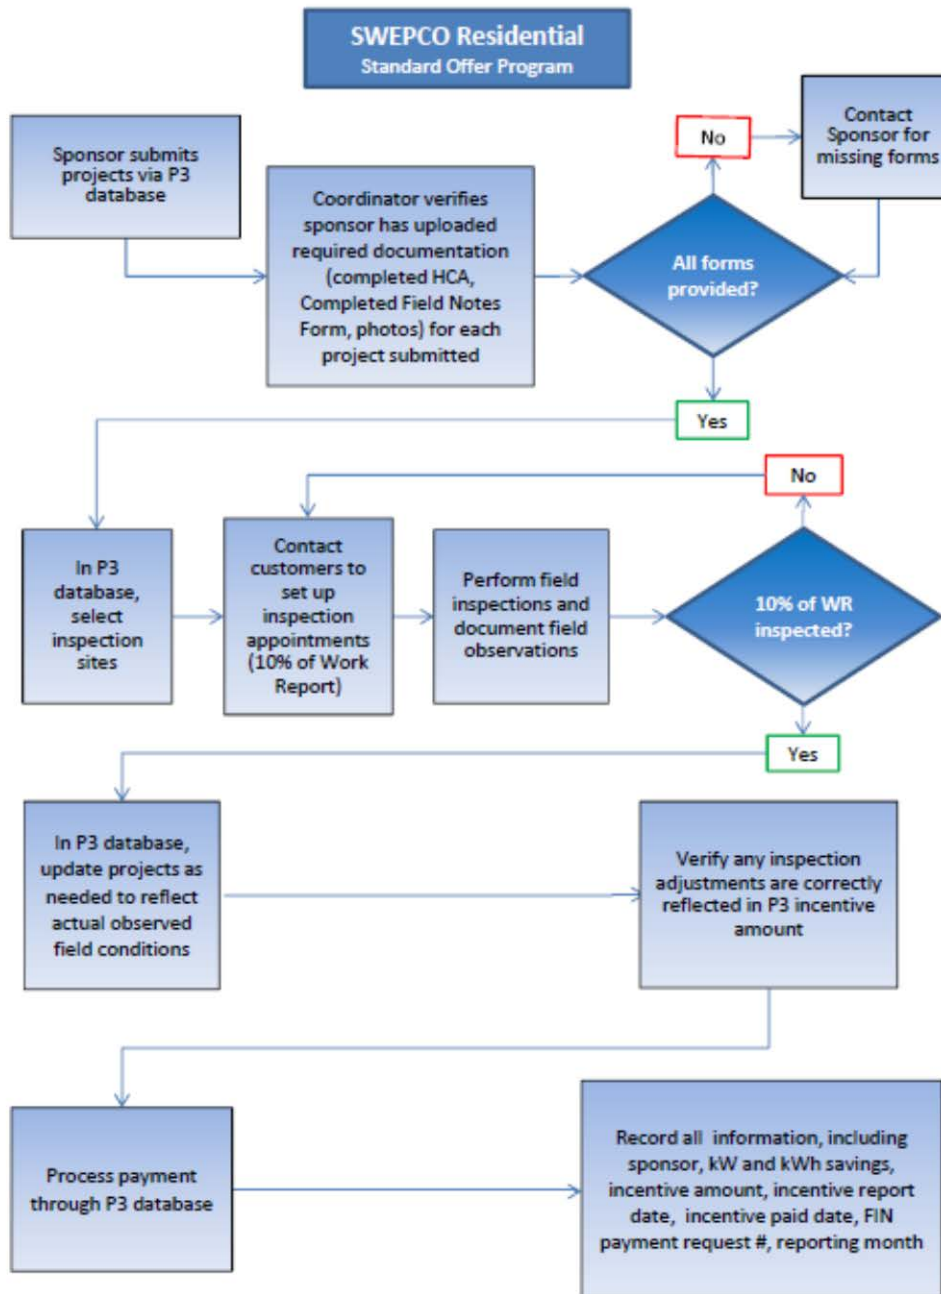 SWEPCO Residential
Standard Offer Program
Sponsor submits
projects via P3
database
Coordinator verifies
sponsor has uploaded
required documentation
(completed HCA,
Completed Field Notes
Form, photos) for each
project submitted
All forms
provided?
No
Contact
Sponsor for
missing forms
Yes
In P3
database,
select
inspection
sites
Contact
customers to
set up
inspection
appointments
(10% of Work
Report)
Perform field
inspections and
document field
observations
10% of WR
inspected?
No
Yes
In P3 database,
update projects as
needed to reflect
actual observed
field conditions
Verify any inspection
adjustments are correctly
reflected in P3 incentive
amount
Process payment
through P3 database
Record all information, including
sponsor, kW and kWh savings,
incentive amount, incentive report
date, incentive paid date, FIN
payment request #, reporting month